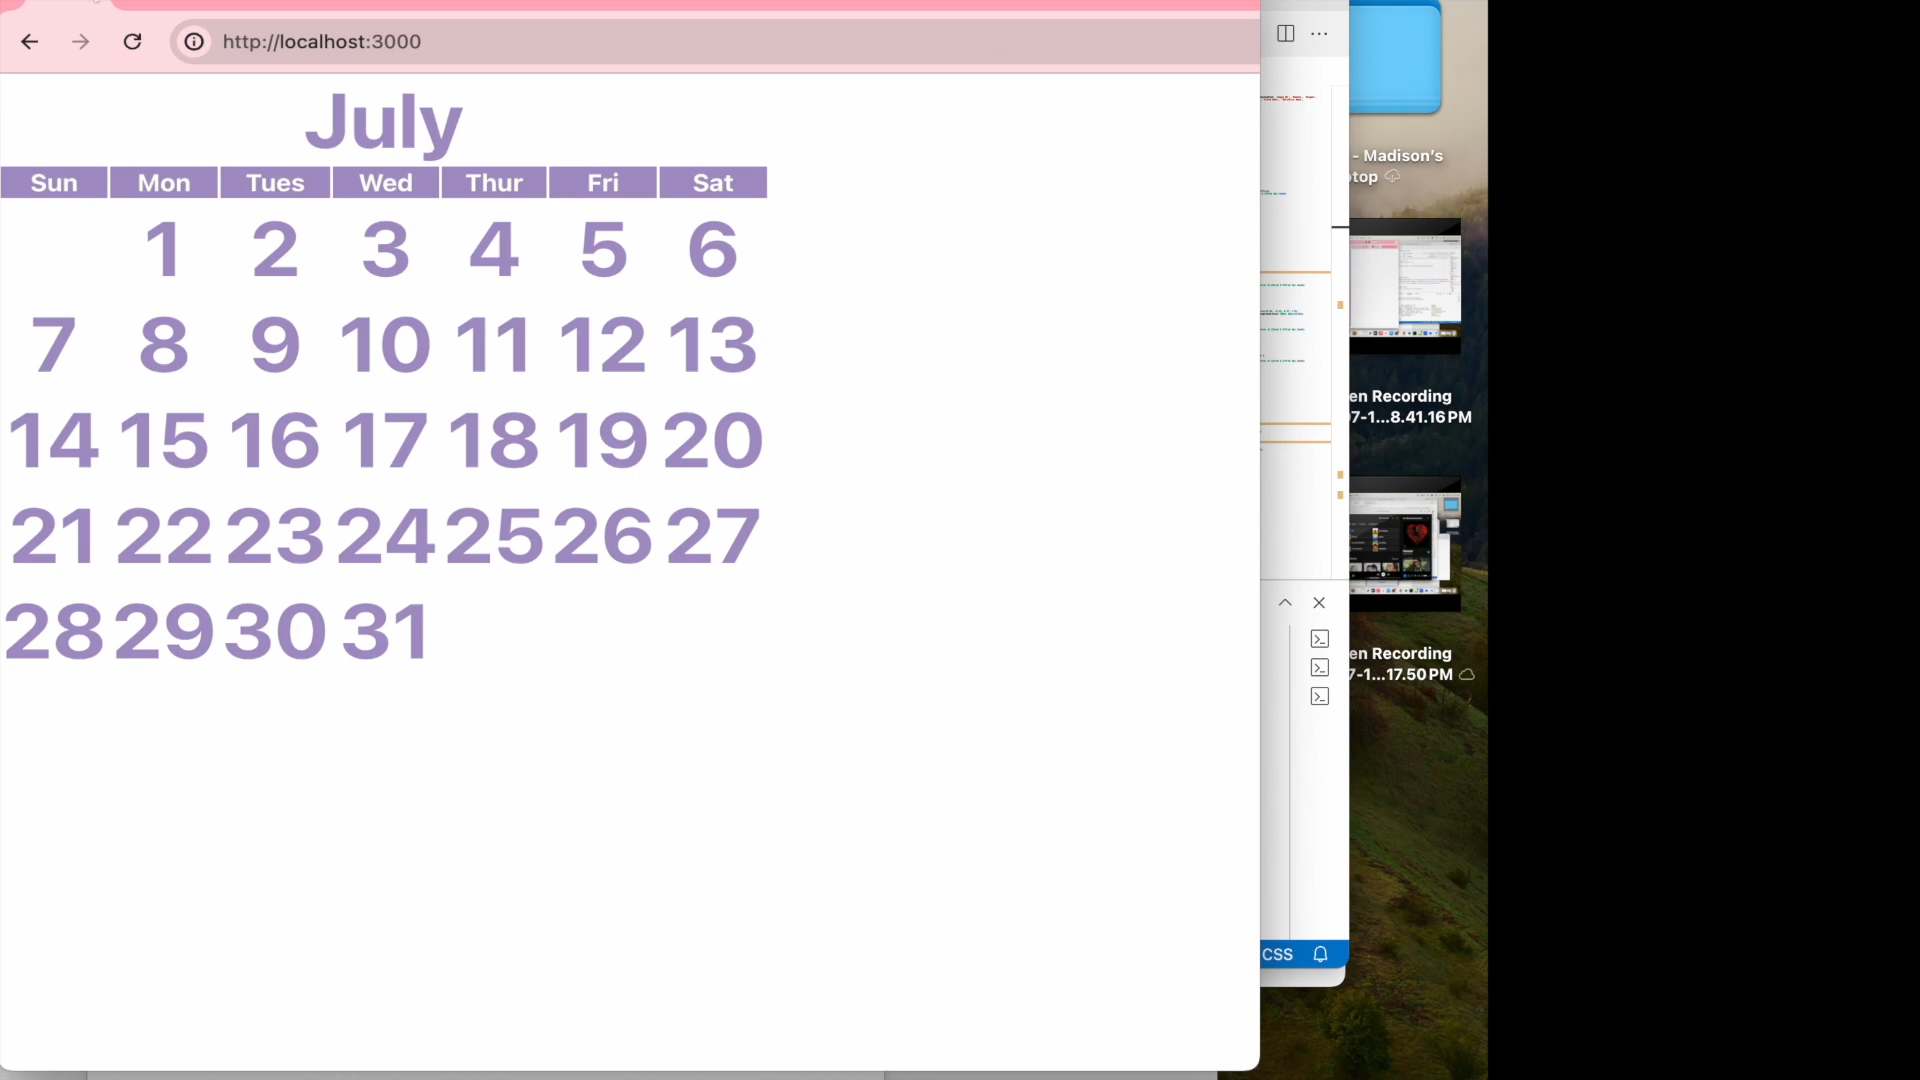 http://localhost:3000
July
Sun Mon Tues Wed Thur Fri Sat
1 2 3 4 5 6
7 8 9 10 11 12 13
14 15 16 17 18 19 20
21 22 23 24 25 26 27
28 29 30 31
- Madison's
top
en Recording
07-1...8.41.16 PM
en Recording
7-1...17.50 PM
CSS